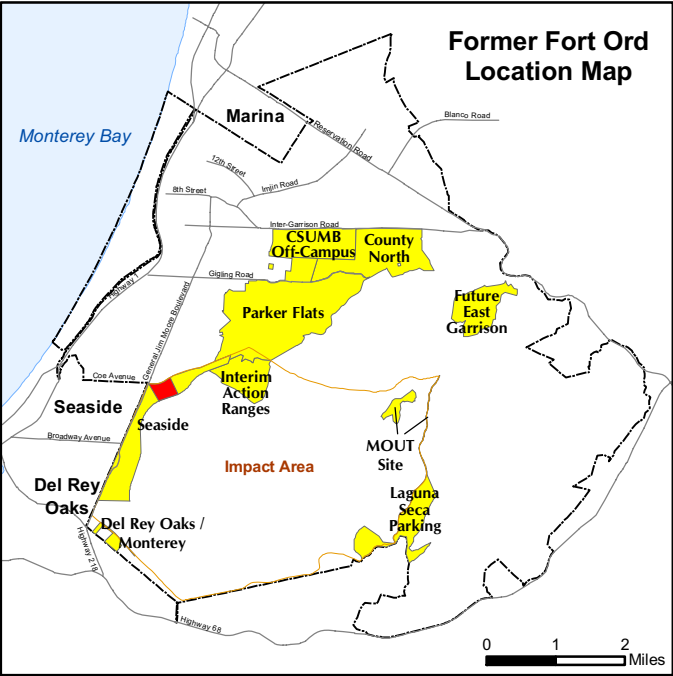 Former Fort Ord
Location Map
Marina
Monterey Bay
Blanco Road
Reservation Road
12th Street
Imjin Road
8th Street
Inter-Garrison Road
CSUMB
Off-Campus
County
North
Gigling Road
Highway 1
General Jim Moore Boulevard
Future
East
Garrison
Parker Flats
Coe Avenue
Interim
Action
Ranges
Seaside
Seaside
Broadway Avenue
MOUT
Site
Impact Area
Del Rey
Oaks
Laguna
Seca
Parking
Del Rey Oaks /
Monterey
Highway 218
Highway 68
0 1 2
Miles